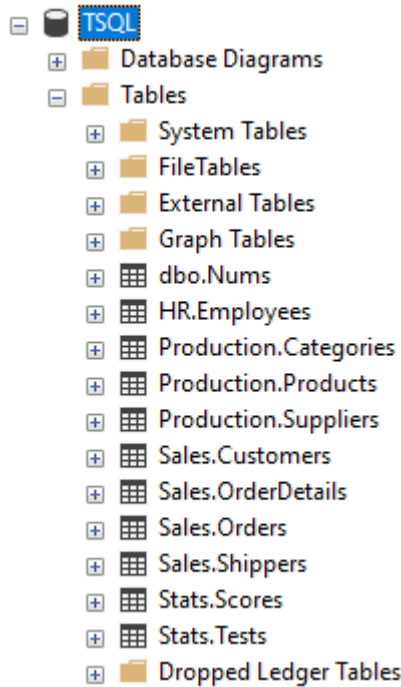 TSQL
Database Diagrams
Tables
System Tables
FileTables
External Tables
Graph Tables
dbo.Nums
HR.Employees
Production.Categories
Production.Products
Production.Suppliers
Sales.Customers
Sales.OrderDetails
Sales.Orders
Sales.Shippers
Stats.Scores
Stats.Tests
Dropped Ledger Tables